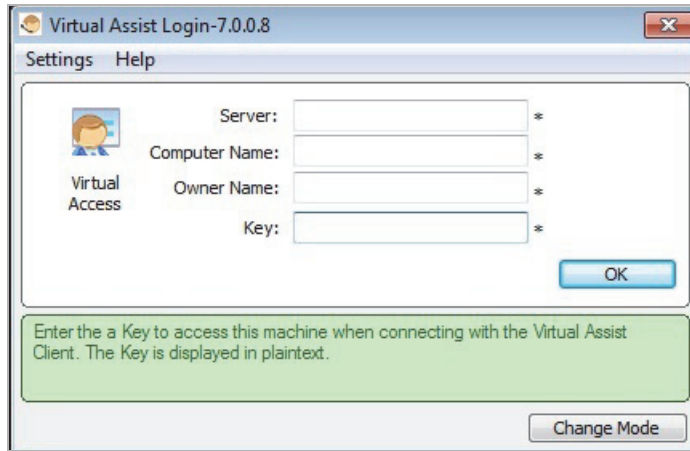 Virtual Assist Login-7.0.0.8
Settings Help
Server: *
Computer Name: *
Virtual Access
Owner Name: *
Key: *
OK
Enter the a Key to access this machine when connecting with the Virtual Assist
Client. The Key is displayed in plaintext.
Change Mode